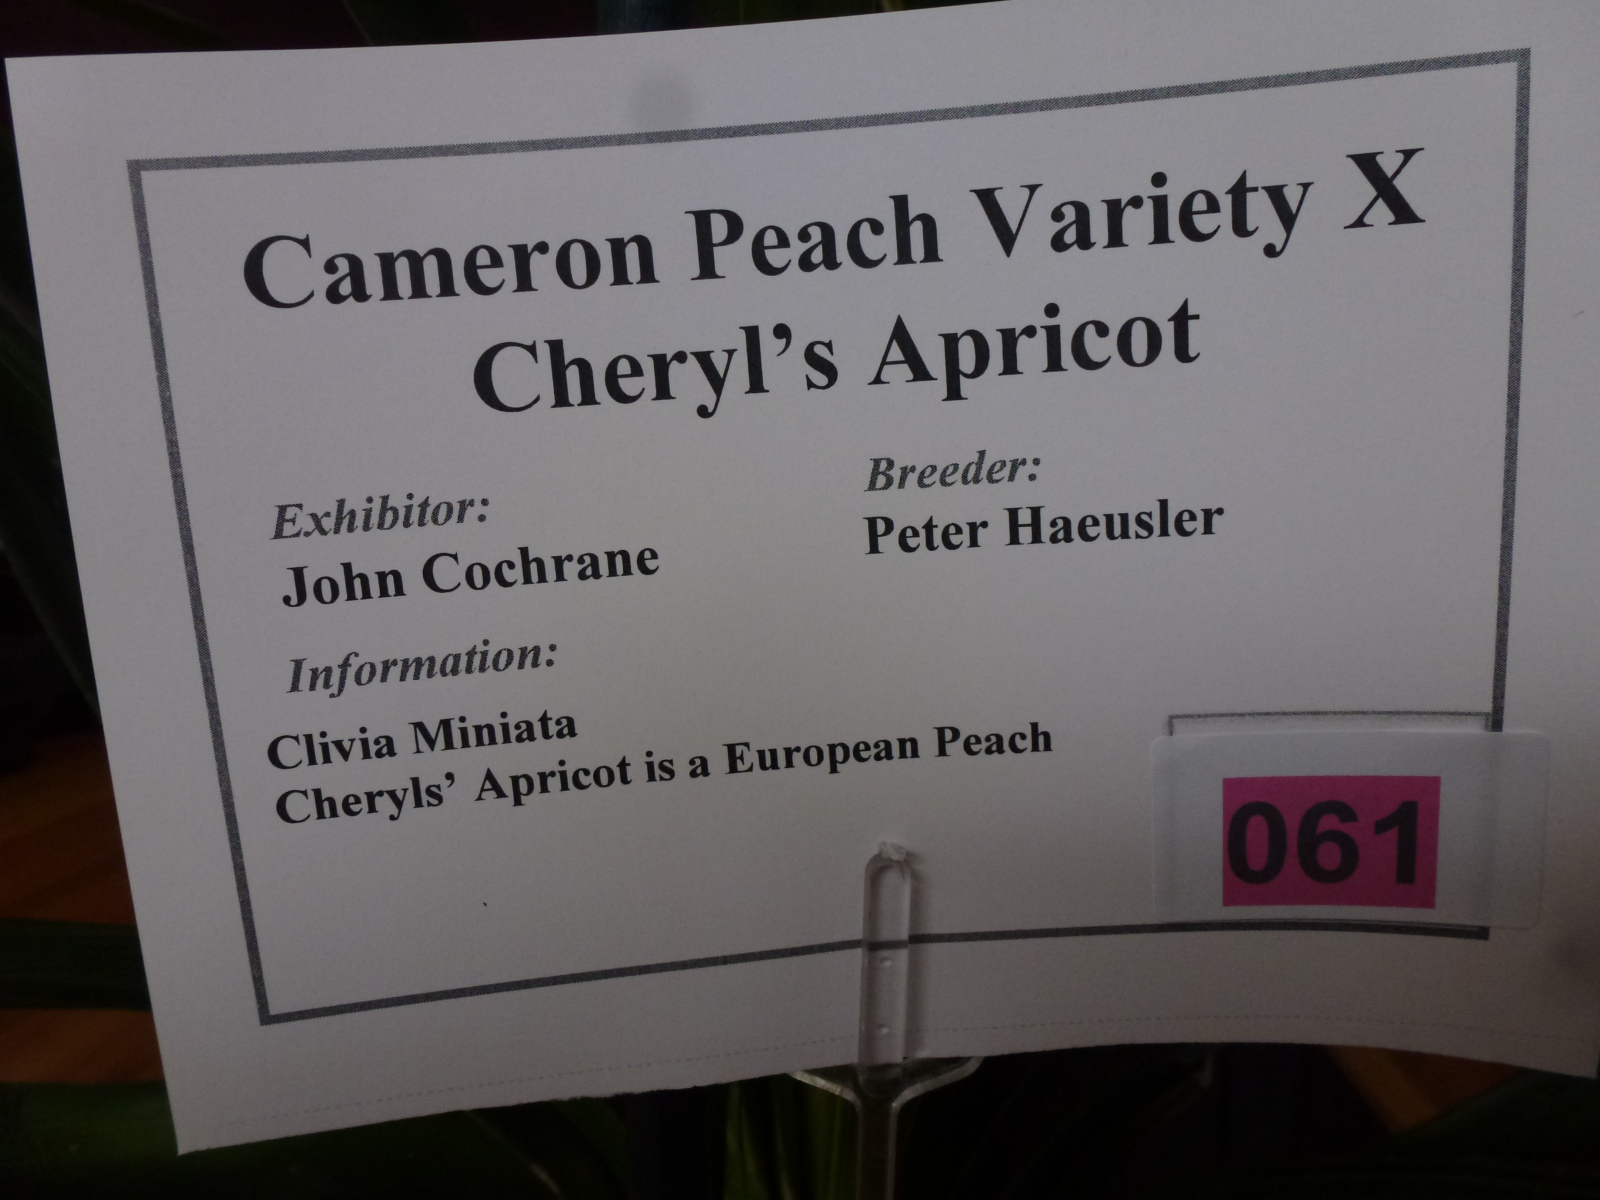 Cameron Peach Variety X
Cheryl's Apricot
Exhibitor:
John Cochrane
Breeder:
Peter Haeusler
Information:
Clivia Miniata
Cheryls' Apricot is a European Peach
061